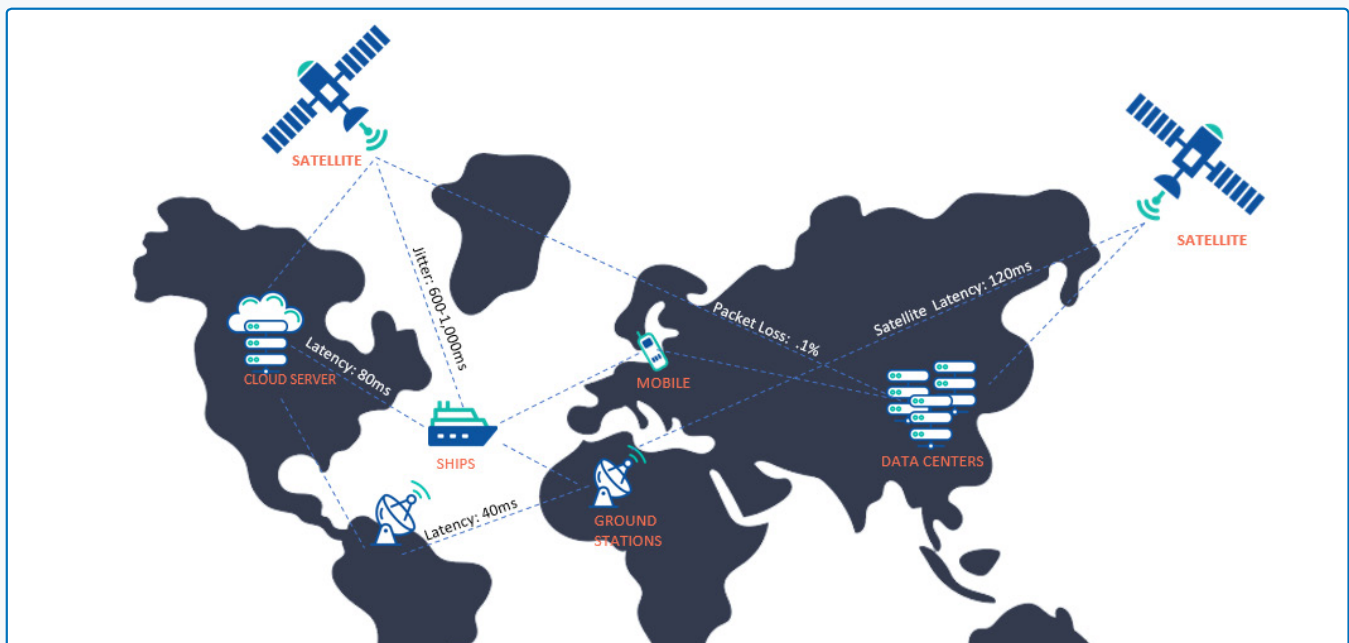 SATELLITE
SATELLITE
Jitter: 600-1,000ms
Satellite Latency: 120ms
Packet Loss: .1%
Latency: 80ms
CLOUD SERVER
MOBILE
SHIPS
DATA CENTERS
Latency: 40ms
GROUND
STATIONS